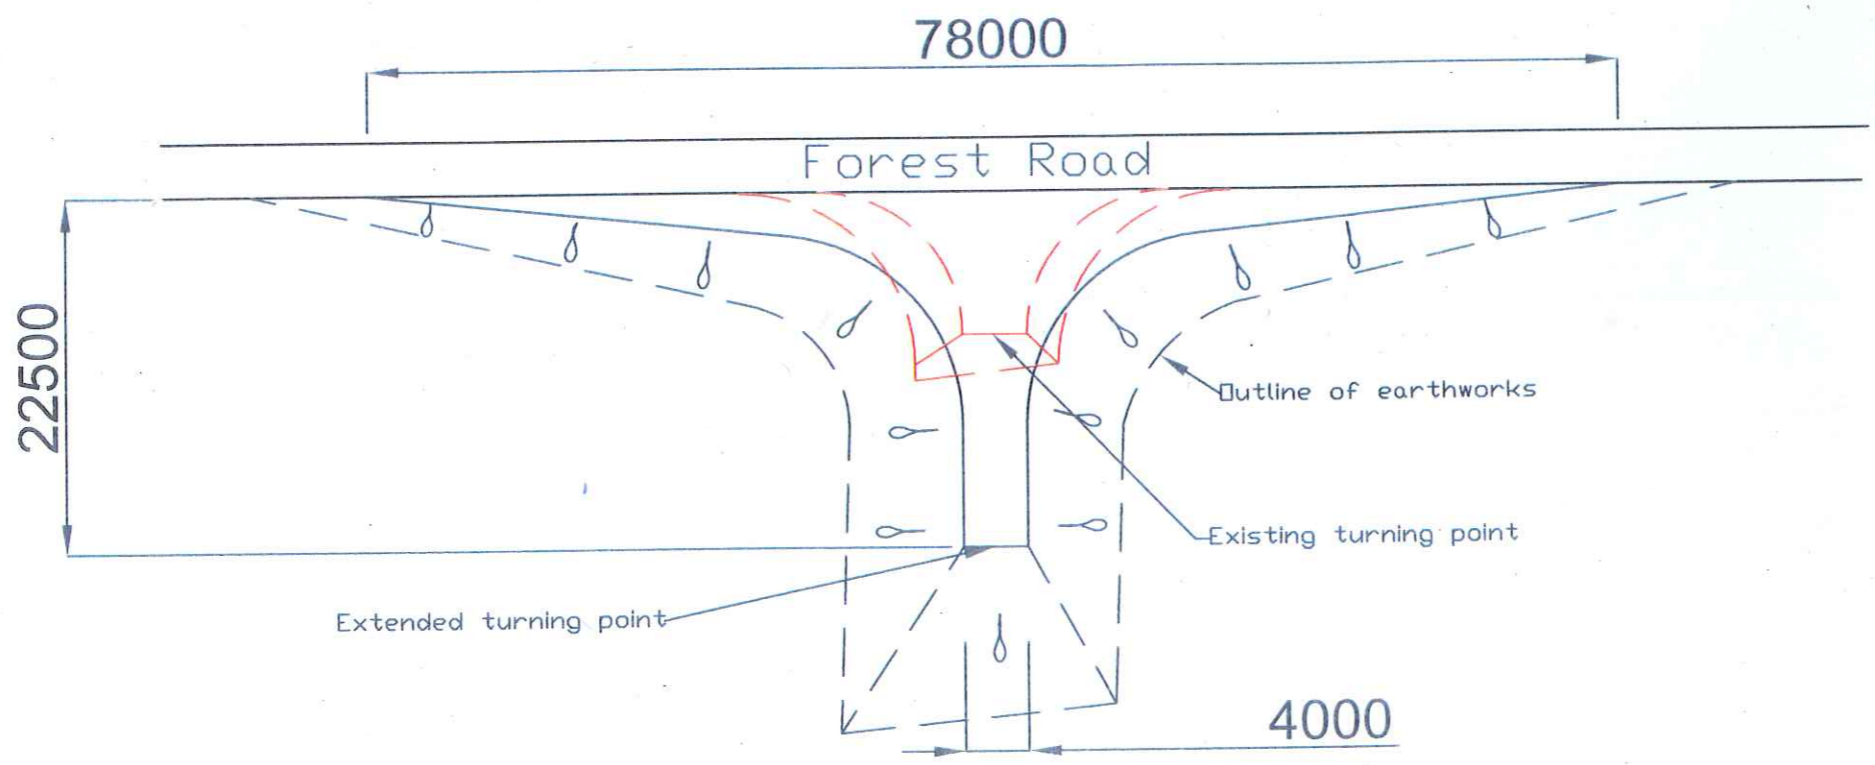 78000
Forest Road
22500
Outline of earthworks
Existing turning point
Extended turning point
4000